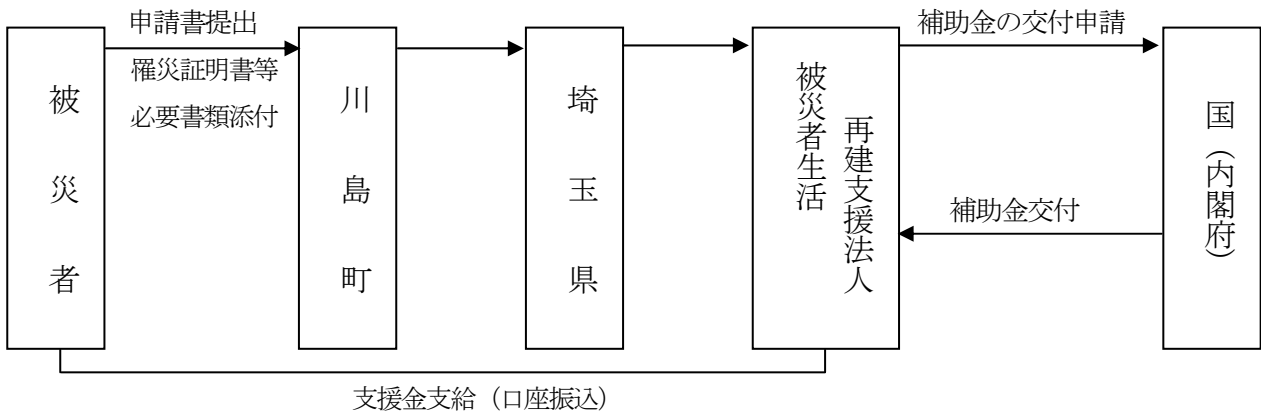 被災者
申請書提出
罹災証明書等
必要書類添付
川島町
埼玉県
被災者生活
再建支援法人
補助金の交付申請
補助金交付
国（内閣府）
支援金支給（口座振込）